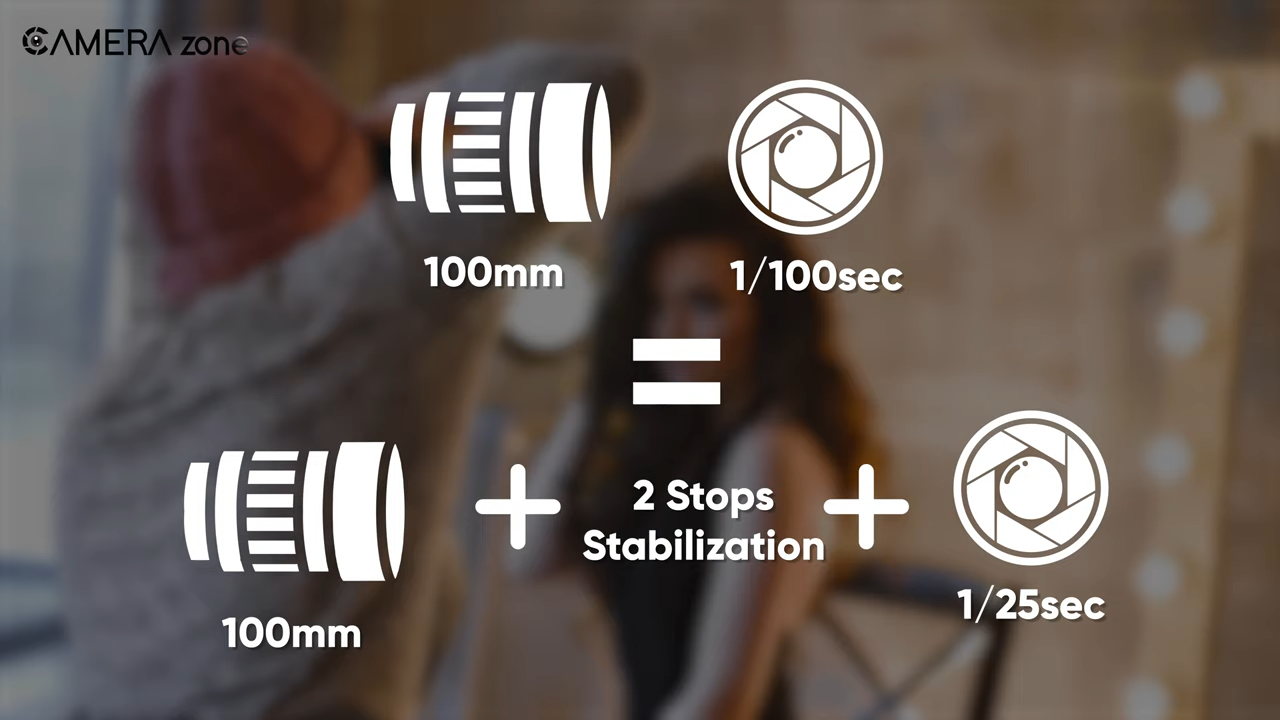 CAMERA zone
100mm
1/100sec
=
100mm
+
2 Stops
Stabilization
+
1/25sec